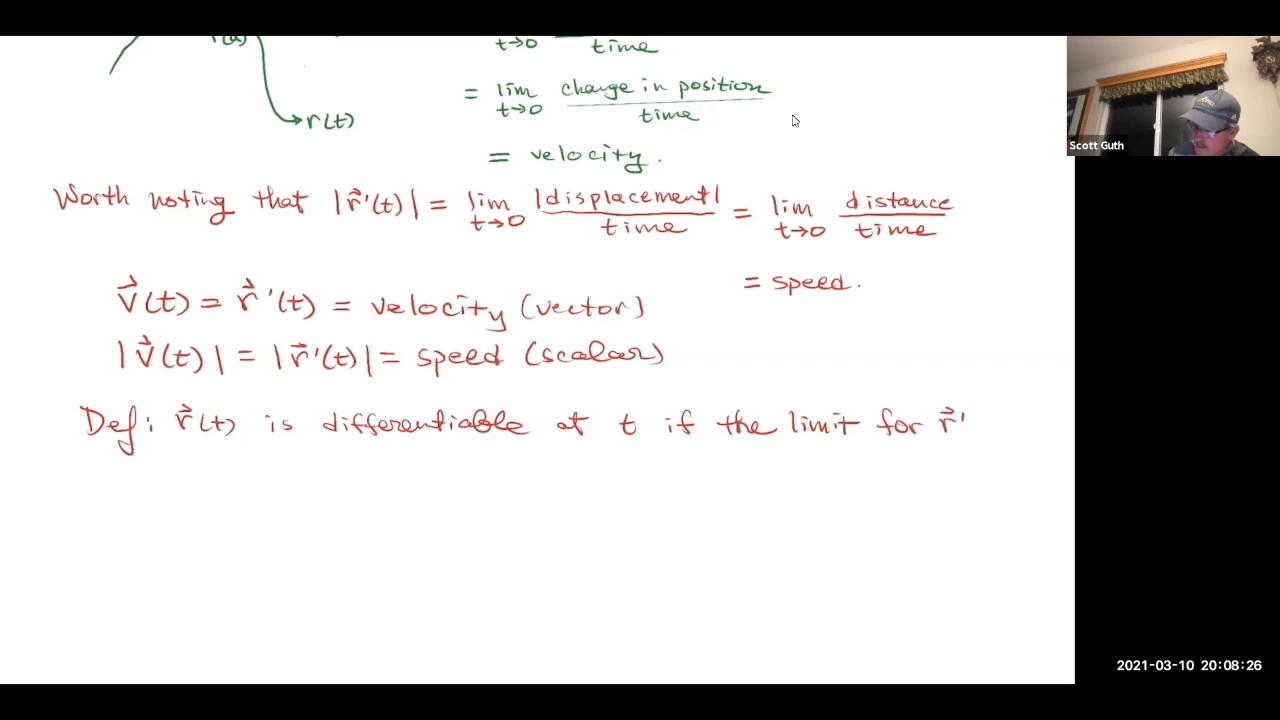 r(a)
t→0 time
= lim change in position
t→0 time
r(t)
= velocity.
Worth noting that |r⃗'(t)| = lim |displacement| = lim distance
t→0 time t→0 time
= speed.
v⃗(t) = r⃗'(t) = velocity (vector)
|v⃗(t)| = |r⃗'(t)| = speed (scalar)
Def: r⃗(t) is differentiable at t if the limit for r⃗'
Scott Guth
2021-03-10 20:08:26